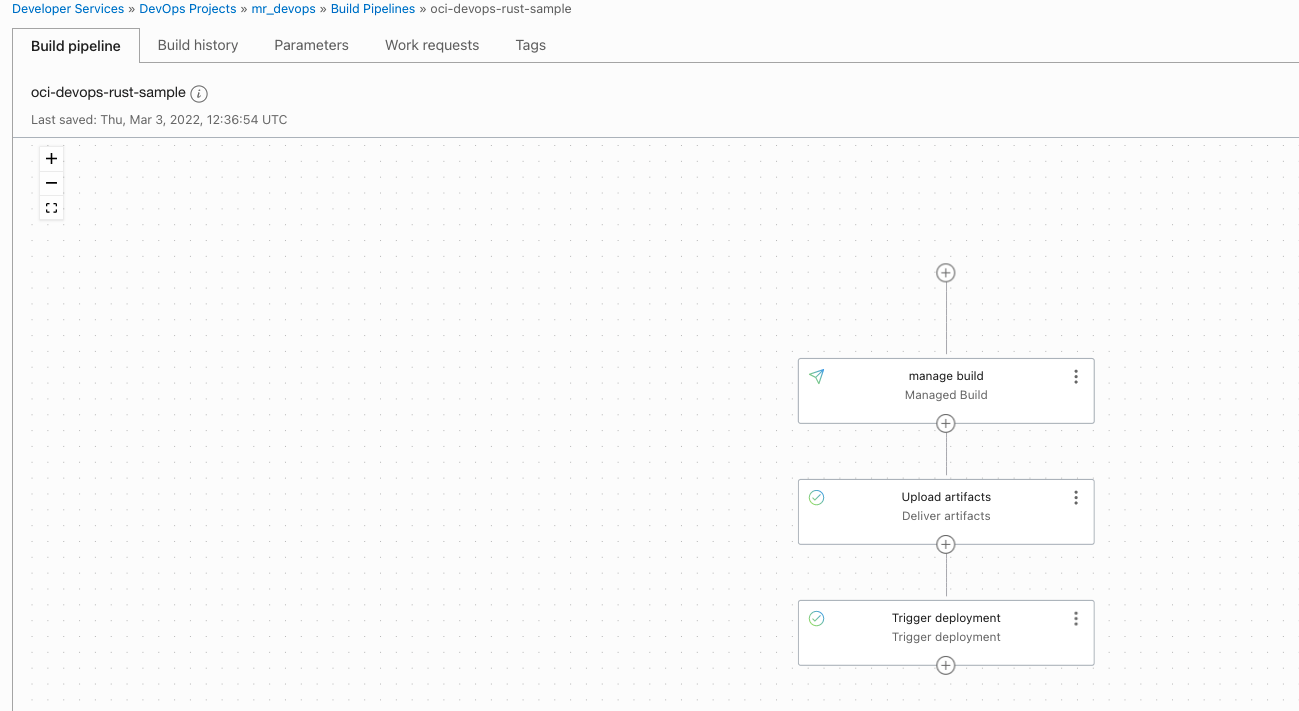 Developer Services » DevOps Projects » mr_devops » Build Pipelines » oci-devops-rust-sample
Build pipeline Build history Parameters Work requests Tags
oci-devops-rust-sample i
Last saved: Thu, Mar 3, 2022, 12:36:54 UTC
manage build
Managed Build
Upload artifacts
Deliver artifacts
Trigger deployment
Trigger deployment